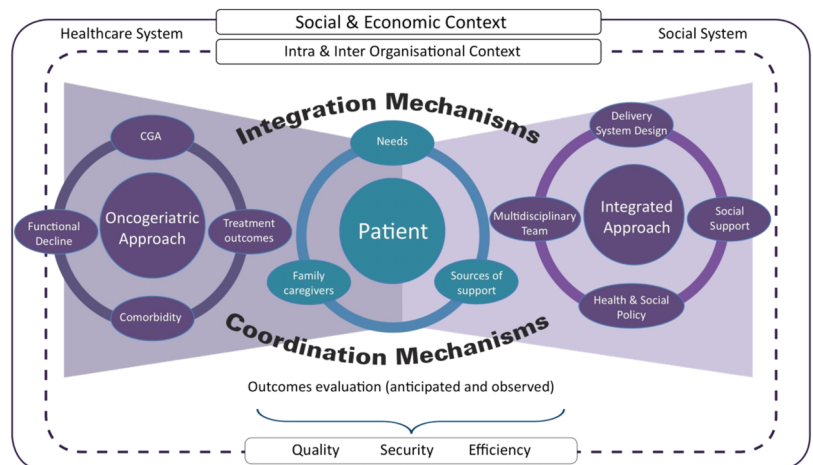 Social & Economic Context
Healthcare System
Social System
Intra & Inter Organisational Context
Integration Mechanisms
CGA
Functional
Decline
Oncogeriatric
Approach
Treatment
outcomes
Comorbidity
Needs
Patient
Family
caregivers
Sources of
support
Delivery
System Design
Multidisciplinary
Team
Integrated
Approach
Social
Support
Health & Social
Policy
Coordination Mechanisms
Outcomes evaluation (anticipated and observed)
Quality Security Efficiency